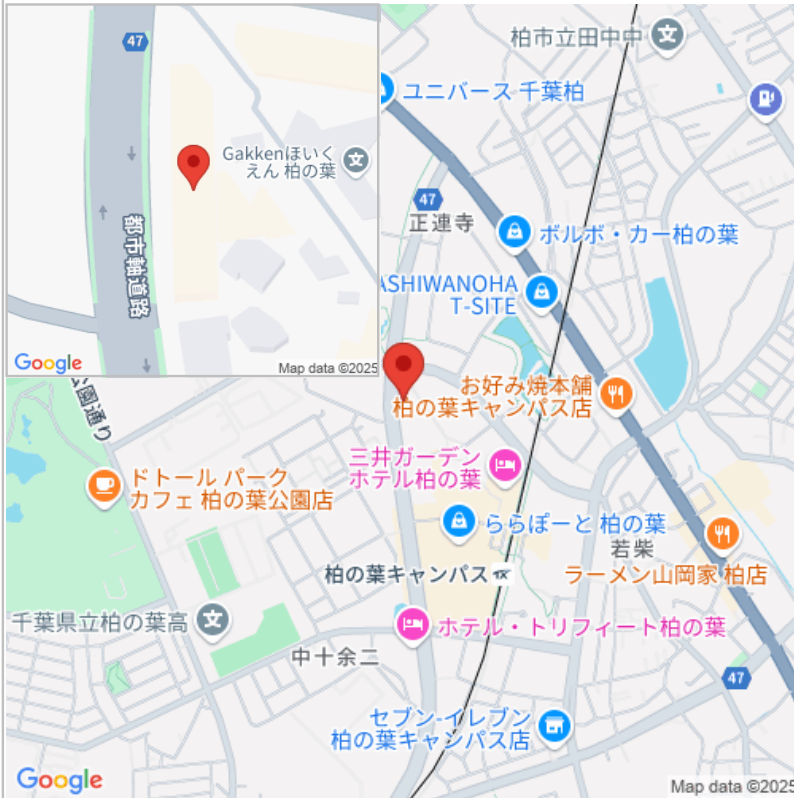 47
Gakkenほいく
えん 柏の葉
都市軸道路
Google
Map data ©2025
柏市立田中中
ユニバース 千葉柏
47
正連寺
ボルボ・カー柏の葉
ASHIWANOHA
T-SITE
公園通り
お好み焼本舗
柏の葉キャンパス店
三井ガーデン
ホテル柏の葉
ドトール パーク
カフェ 柏の葉公園店
ららぽーと 柏の葉
若柴
ラーメン山岡家 柏店
柏の葉キャンパス
TX
千葉県立柏の葉高
ホテル・トリフィート柏の葉
中十余二
47
セブン-イレブン
柏の葉キャンパス店
Google
Map data ©2025